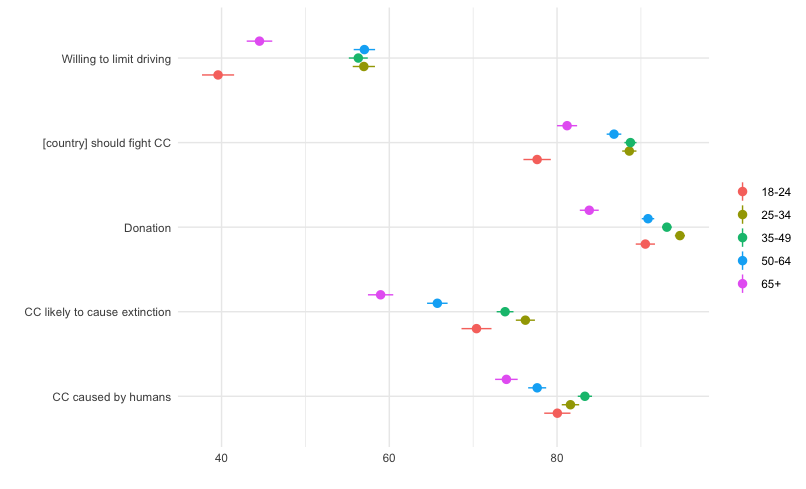 Willing to limit driving
[country] should fight CC
Donation
CC likely to cause extinction
CC caused by humans
40
60
80
18-24
25-34
35-49
50-64
65+